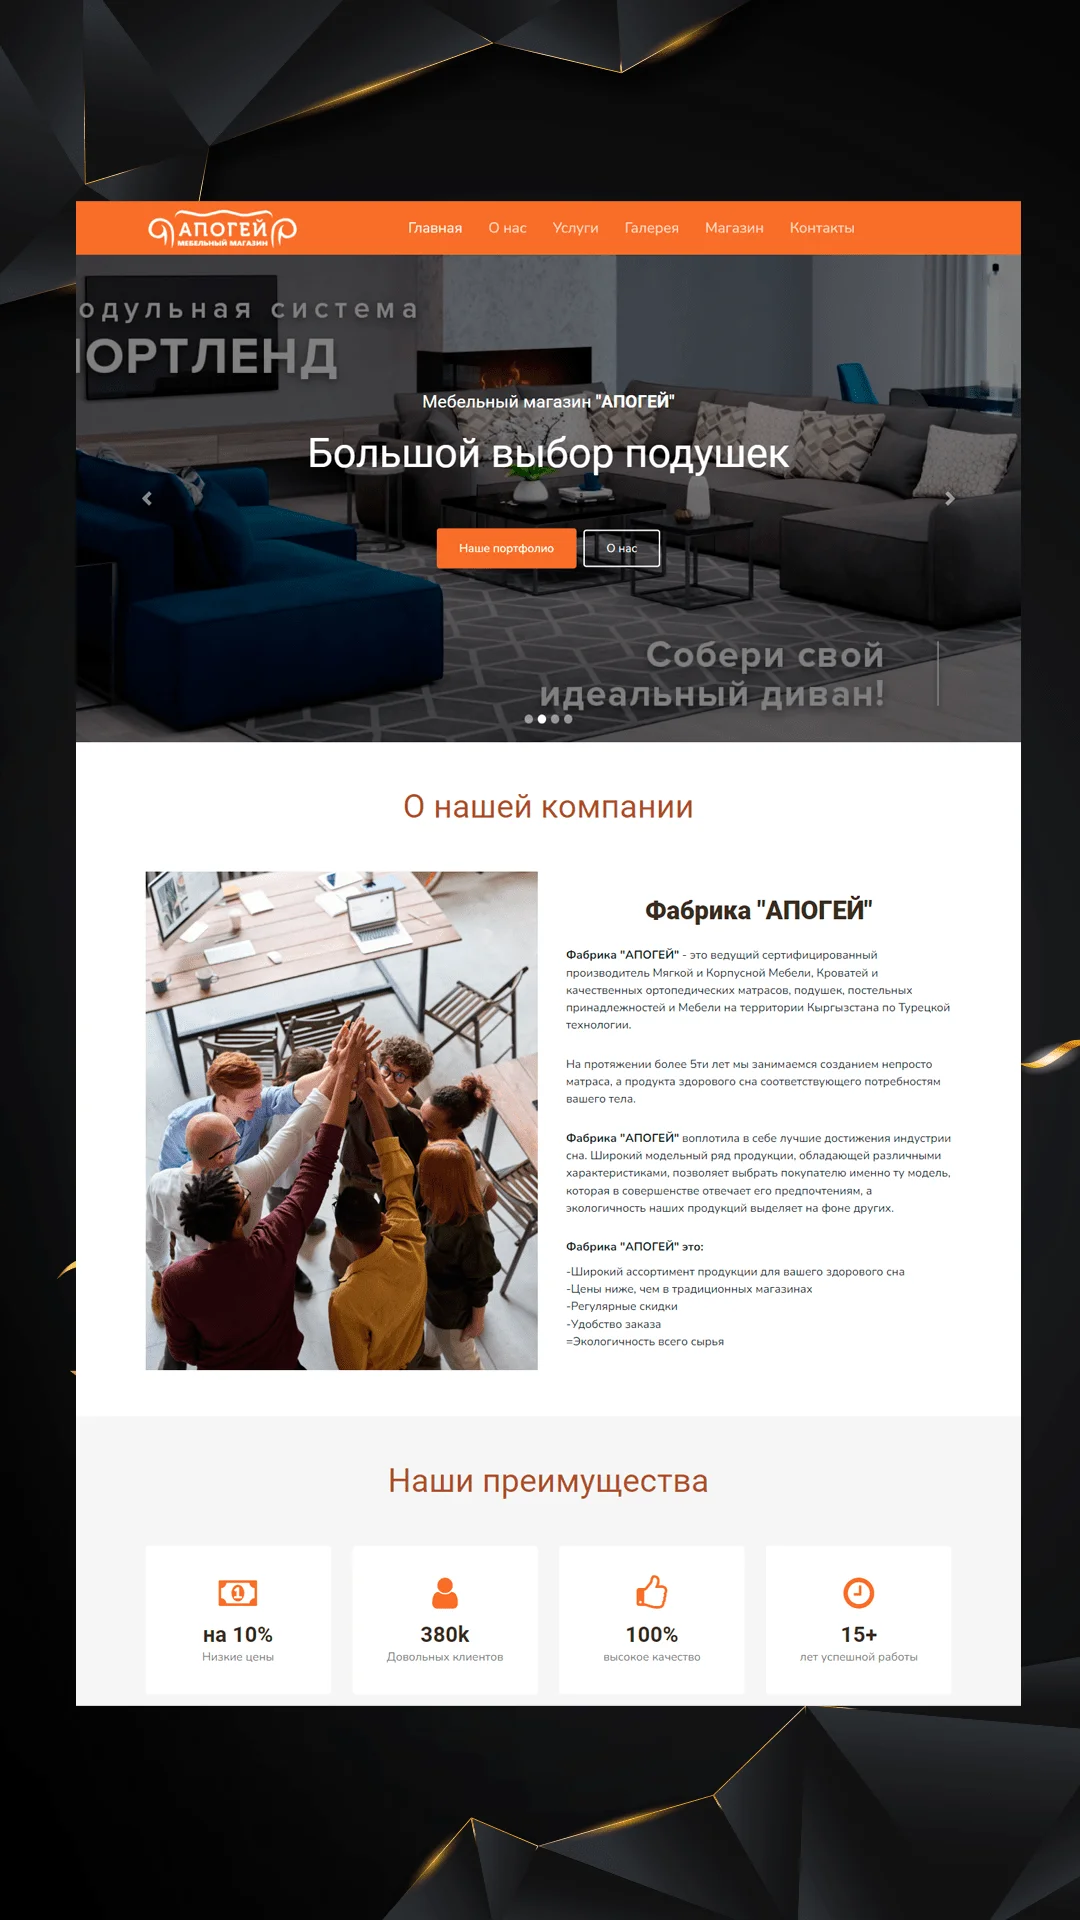 АПОГЕЙ
МЕБЕЛЬНЫЙ МАГАЗИН
Главная О нас Услуги Галерея Магазин Контакты
одульная система
ОРТЛЕНД
Мебельный магазин "АПОГЕЙ"
Большой выбор подушек
Наше портфолио О нас
Собери свой
идеальный диван!
О нашей компании
Фабрика "АПОГЕЙ"
Фабрика "АПОГЕЙ" - это ведущий сертифицированный
производитель Мягкой и Корпусной Мебели, Кроватей и
качественных ортопедических матрасов, подушек, постельных
принадлежностей и Мебели на территории Кыргызстана по Турецкой
технологии.
На протяжении более 5ти лет мы занимаемся созданием непросто
матраса, а продукта здорового сна соответствующего потребностям
вашего тела.
Фабрика "АПОГЕЙ" воплотила в себе лучшие достижения индустрии
сна. Широкий модельный ряд продукции, обладающей различными
характеристиками, позволяет выбрать покупателю именно ту модель,
которая в совершенстве отвечает его предпочтениям, а
экологичность наших продукций выделяет на фоне других.
Фабрика "АПОГЕЙ" это:
-Широкий ассортимент продукции для вашего здорового сна
-Цены ниже, чем в традиционных магазинах
-Регулярные скидки
-Удобство заказа
=Экологичность всего сырья
Наши преимущества
на 10%
Низкие цены
380k
Довольных клиентов
100%
высокое качество
15+
лет успешной работы